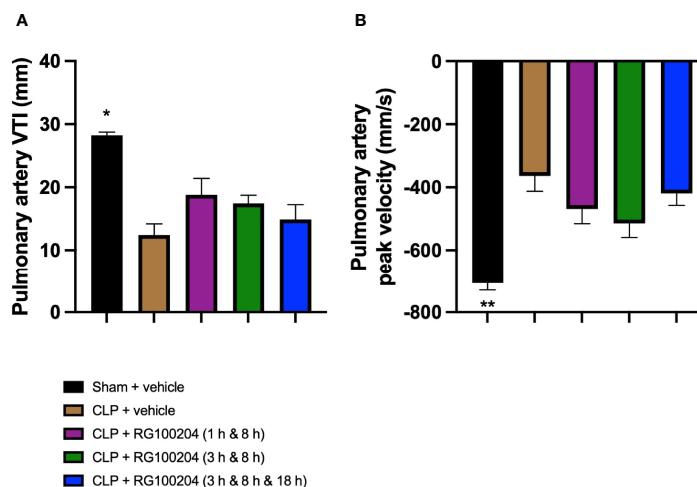 A
Pulmonary artery VTI (mm)
40
30
20
10
0
*
B
Pulmonary artery
peak velocity (mm/s)
0
-200
-400
-600
-800
**
Sham + vehicle
CLP + vehicle
CLP + RG100204 (1 h & 8 h)
CLP + RG100204 (3 h & 8 h)
CLP + RG100204 (3 h & 8 h & 18 h)